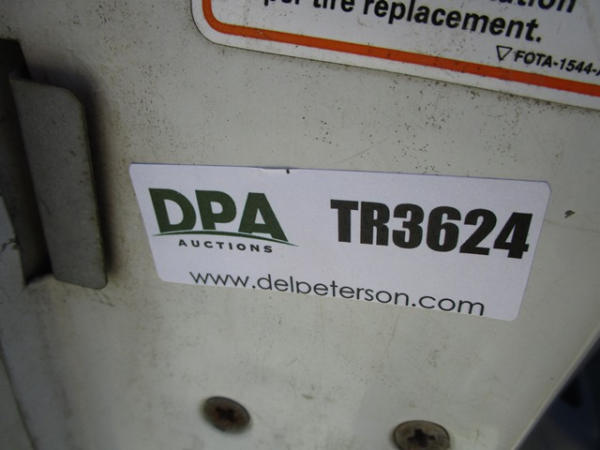 per tire replacement.
FOTA-1544-A
DPA
AUCTIONS
TR3624
www.delpeterson.com